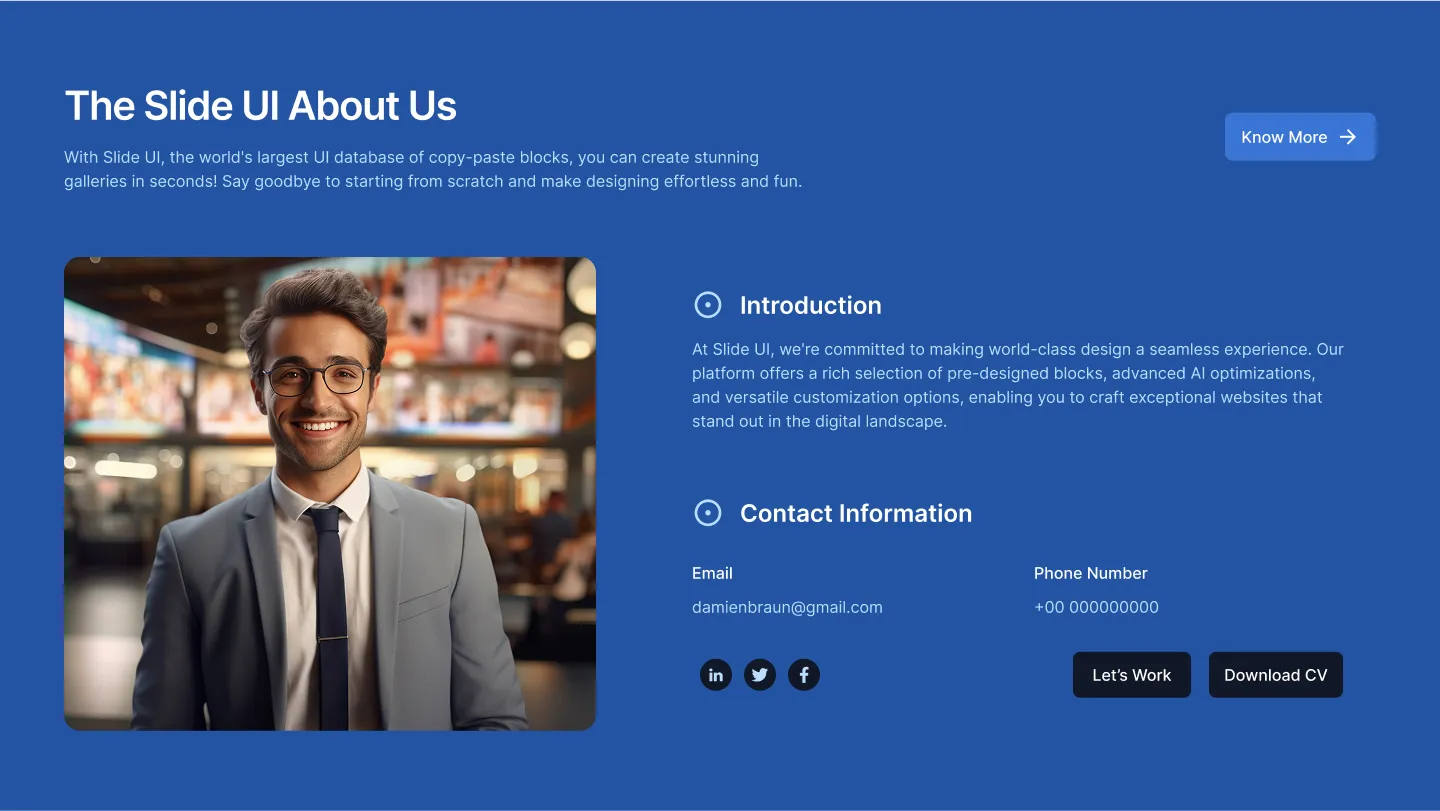 The Slide UI About Us
With Slide UI, the world's largest UI database of copy-paste blocks, you can create stunning
galleries in seconds! Say goodbye to starting from scratch and make designing effortless and fun.
Know More
Introduction
At Slide UI, we're committed to making world-class design a seamless experience. Our
platform offers a rich selection of pre-designed blocks, advanced AI optimizations,
and versatile customization options, enabling you to craft exceptional websites that
stand out in the digital landscape.
Contact Information
Email
damienbraun@gmail.com
Phone Number
+00 000000000
in
f
Let’s Work
Download CV